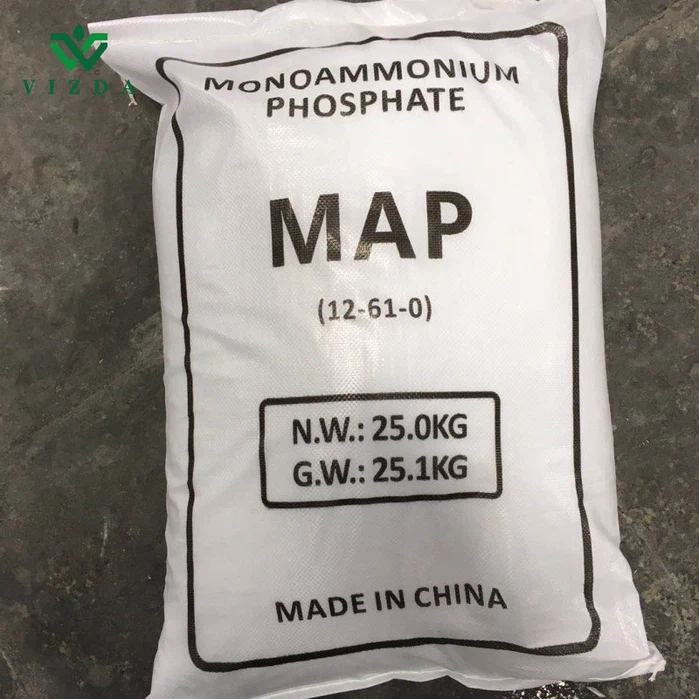 VIZDA
MONOAMMONIUM
PHOSPHATE
MAP
(12-61-0)
N.W.: 25.0KG
G.W.: 25.1KG
MADE IN CHINA